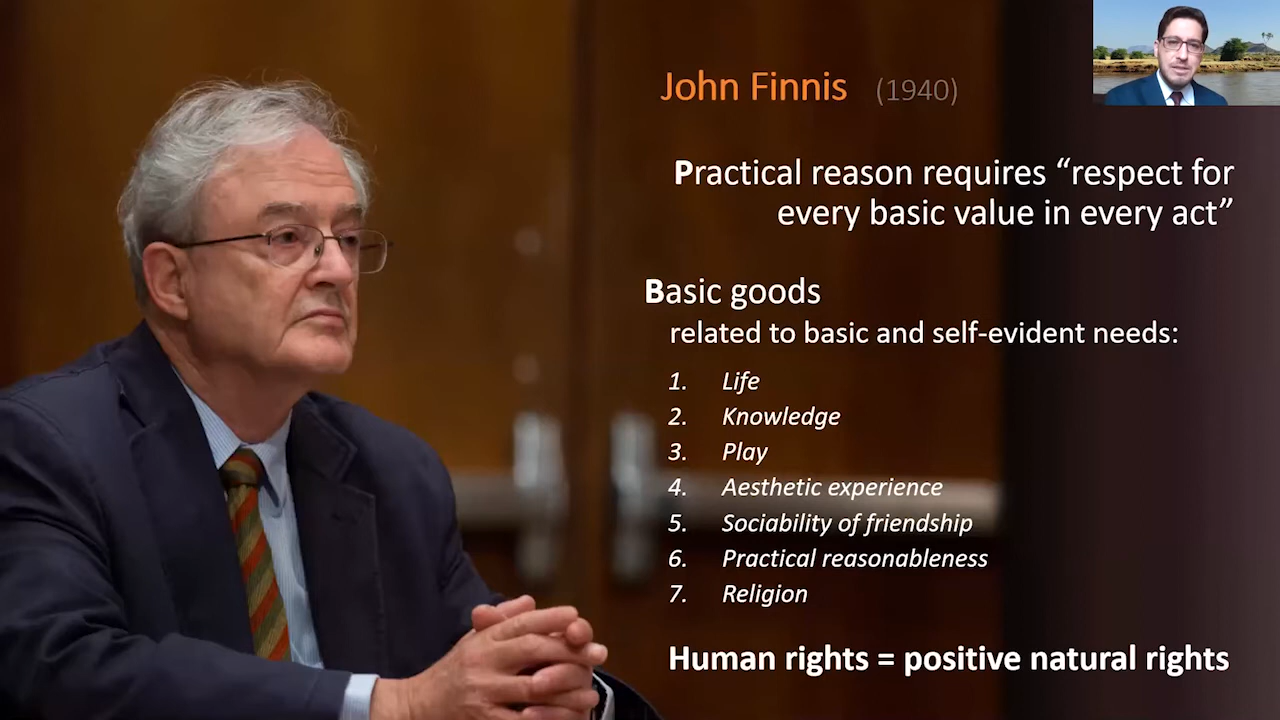 John Finnis (1940)
Practical reason requires “respect for
every basic value in every act”
Basic goods
related to basic and self-evident needs:
1. Life
2. Knowledge
3. Play
4. Aesthetic experience
5. Sociability of friendship
6. Practical reasonableness
7. Religion
Human rights = positive natural rights